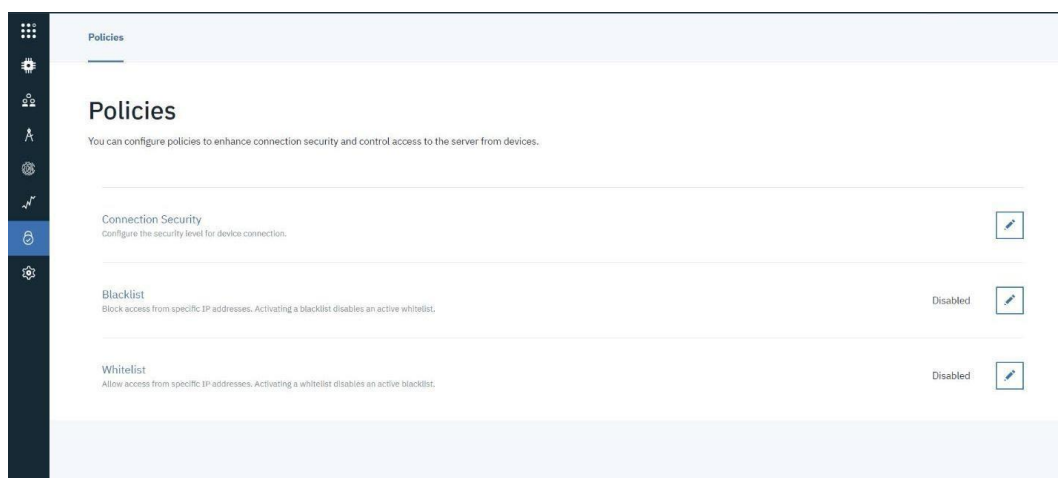 Policies
Policies
You can configure policies to enhance connection security and control access to the server from devices.
Connection Security
Configure the security level for device connection.
Blacklist
Block access from specific IP addresses. Activating a blacklist disables an active whitelist.
Disabled
Whitelist
Allow access from specific IP addresses. Activating a whitelist disables an active blacklist.
Disabled